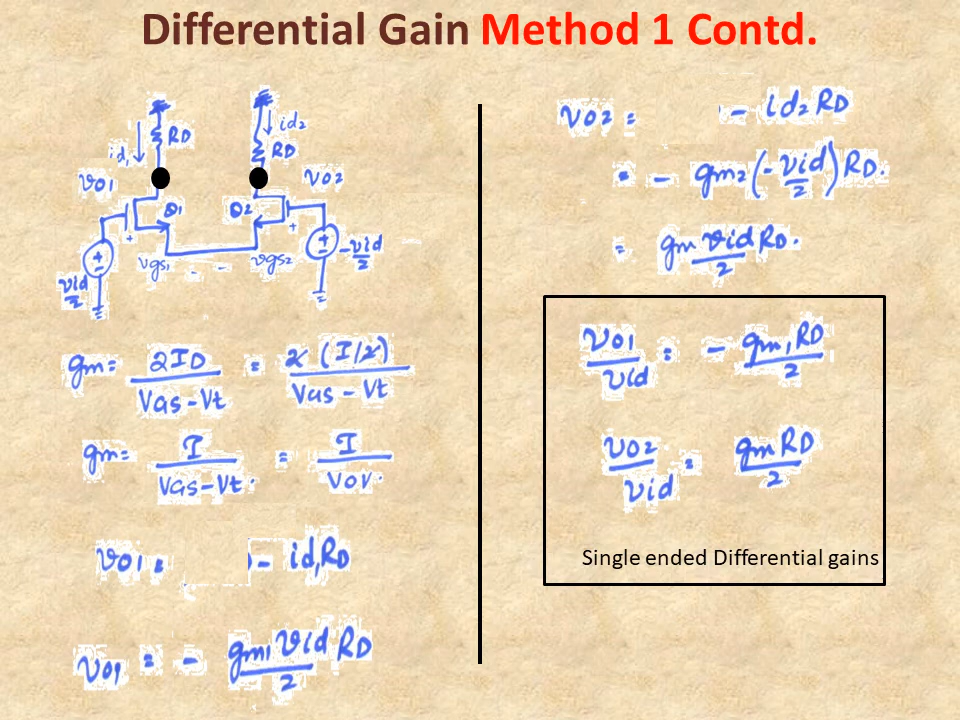 Differential Gain Method 1 Contd.
id1 RD id2 RD
vo1 vo2
Q1 Q2
+ +
vgs1 - - vgs2
vid/2 -vid/2
gm = 2ID/(VGS - Vt) = 2(I/2)/(VGS - Vt)
gm = I/(VGS - Vt) = I/VOV.
vo1 = - id1RD
vo1 = - gm1 vid/2 RD
vo2 = - id2 RD
= - gm2 (-vid/2) RD.
= gm vid/2 RD.
vo1/vid = - gm1RD/2
vo2/vid = gmRD/2
Single ended Differential gains